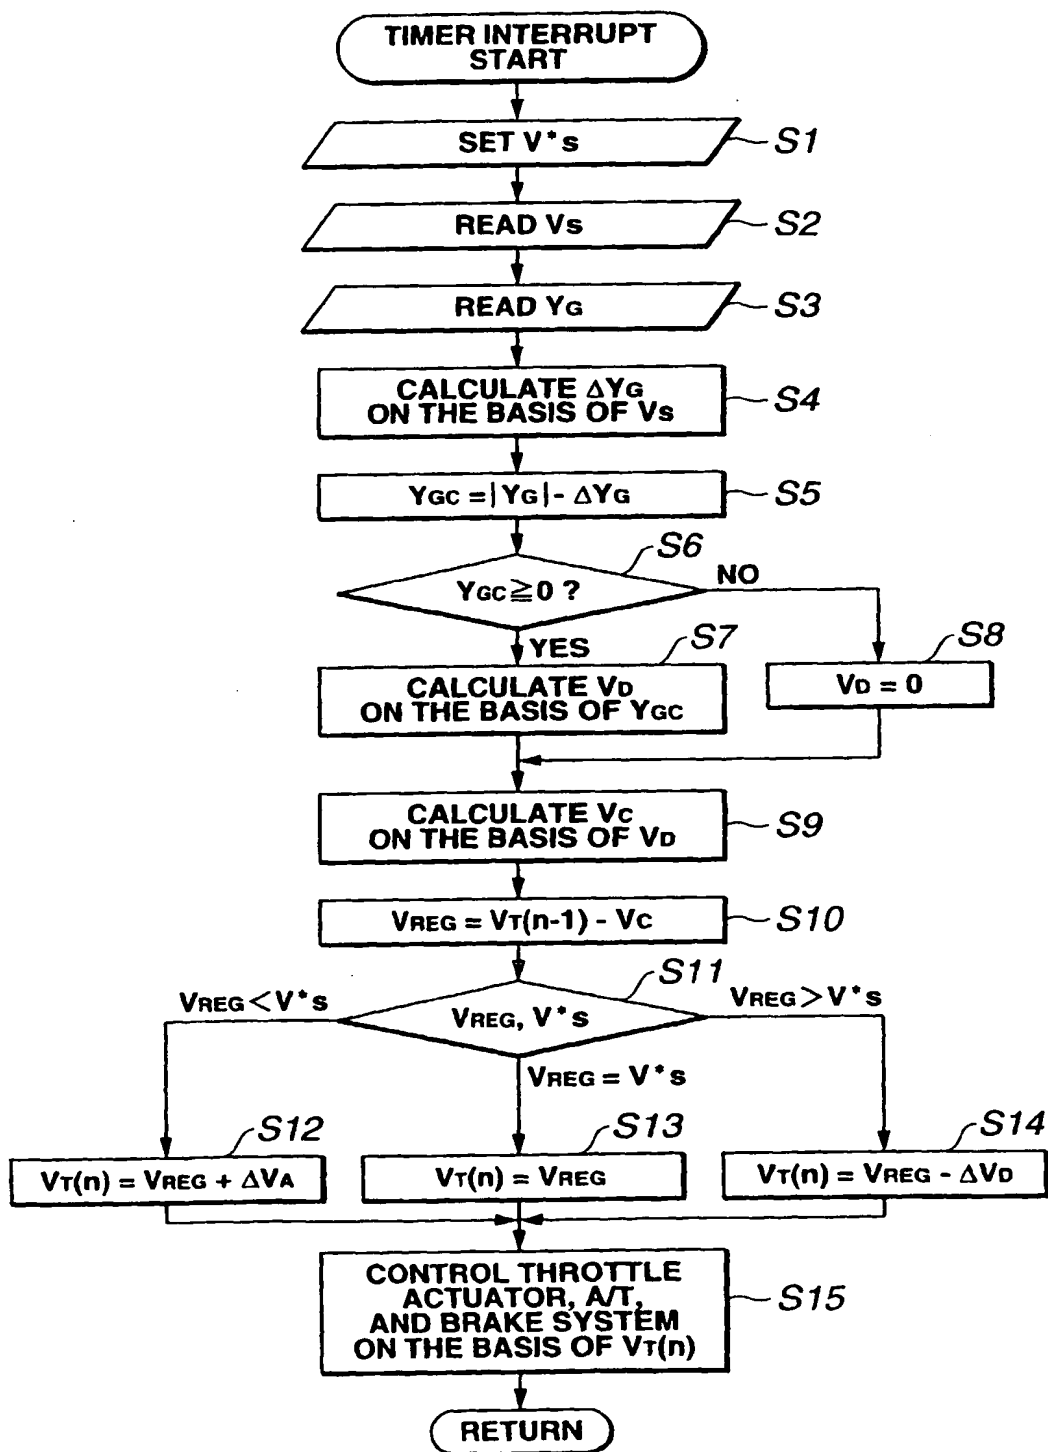 TIMER INTERRUPT
START
SET V*S
S1
READ VS
S2
READ YG
S3
CALCULATE ΔYG
ON THE BASIS OF VS
S4
YGC = |YG| - ΔYG
S5
S6
YGC ≧ 0 ?
NO
YES
S7
CALCULATE VD
ON THE BASIS OF YGC
S8
VD = 0
CALCULATE VC
ON THE BASIS OF VD
S9
VREG = VT(n-1) - VC
S10
S11
VREG < V*S
VREG, V*S
VREG > V*S
VREG = V*S
S12
VT(n) = VREG + ΔVA
S13
VT(n) = VREG
S14
VT(n) = VREG - ΔVD
CONTROL THROTTLE
ACTUATOR, A/T,
AND BRAKE SYSTEM
ON THE BASIS OF VT(n)
S15
RETURN